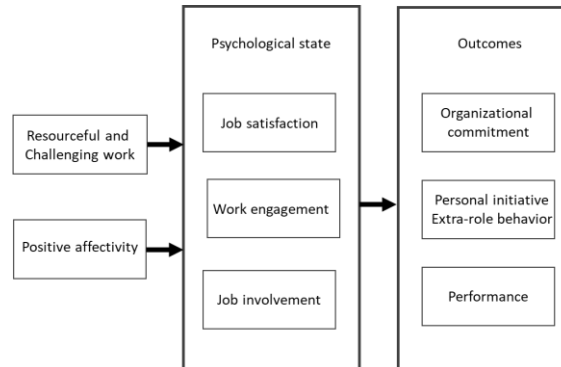 Psychological state
Outcomes
Resourceful and
Challenging work
Positive affectivity
Job satisfaction
Work engagement
Job involvement
Organizational
commitment
Personal initiative
Extra-role behavior
Performance